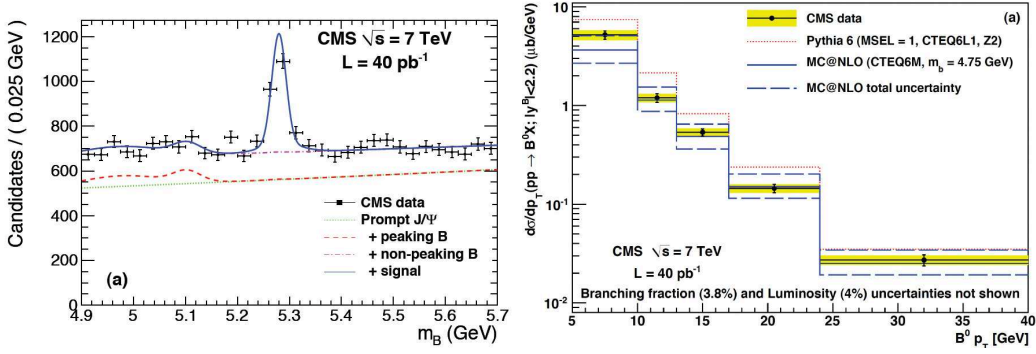 Candidates / ( 0.025 GeV )
1200
1000
800
600
400
200
0
CMS √s = 7 TeV
L = 40 pb⁻¹
CMS data
Prompt J/Ψ
+ peaking B
+ non-peaking B
+ signal
(a)
4.9 5 5.1 5.2 5.3 5.4 5.5 5.6 5.7
m_B (GeV)
dσ/dp_T(pp → B⁰X; |y^B|<2.2) (μb/GeV)
10
1
10⁻¹
10⁻²
(a)
CMS data
Pythia 6 (MSEL = 1, CTEQ6L1, Z2)
MC@NLO (CTEQ6M, m_b = 4.75 GeV)
MC@NLO total uncertainty
CMS √s = 7 TeV
L = 40 pb⁻¹
Branching fraction (3.8%) and Luminosity (4%) uncertainties not shown
5 10 15 20 25 30 35 40
B⁰ p_T [GeV]